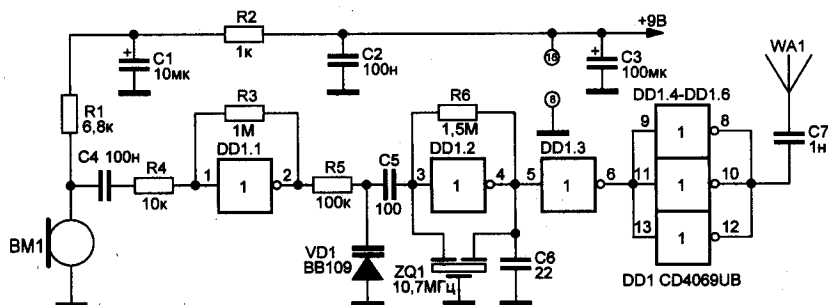 R2
1к
+9В
C1
10мк
C2
100н
18
C3
100мк
WA1
R1
6,8к
R3
1М
R6
1,5М
8
DD1.4-DD1.6
C4 100н
R4
10к
DD1.1
1
1
2
R5
100к
C5
100
DD1.2
3
1
4
DD1.3
5
1
6
9
1
8
11
1
10
13
1
12
C7
1н
BM1
VD1
BB109
ZQ1
10,7МГц
C6
22
DD1 CD4069UB